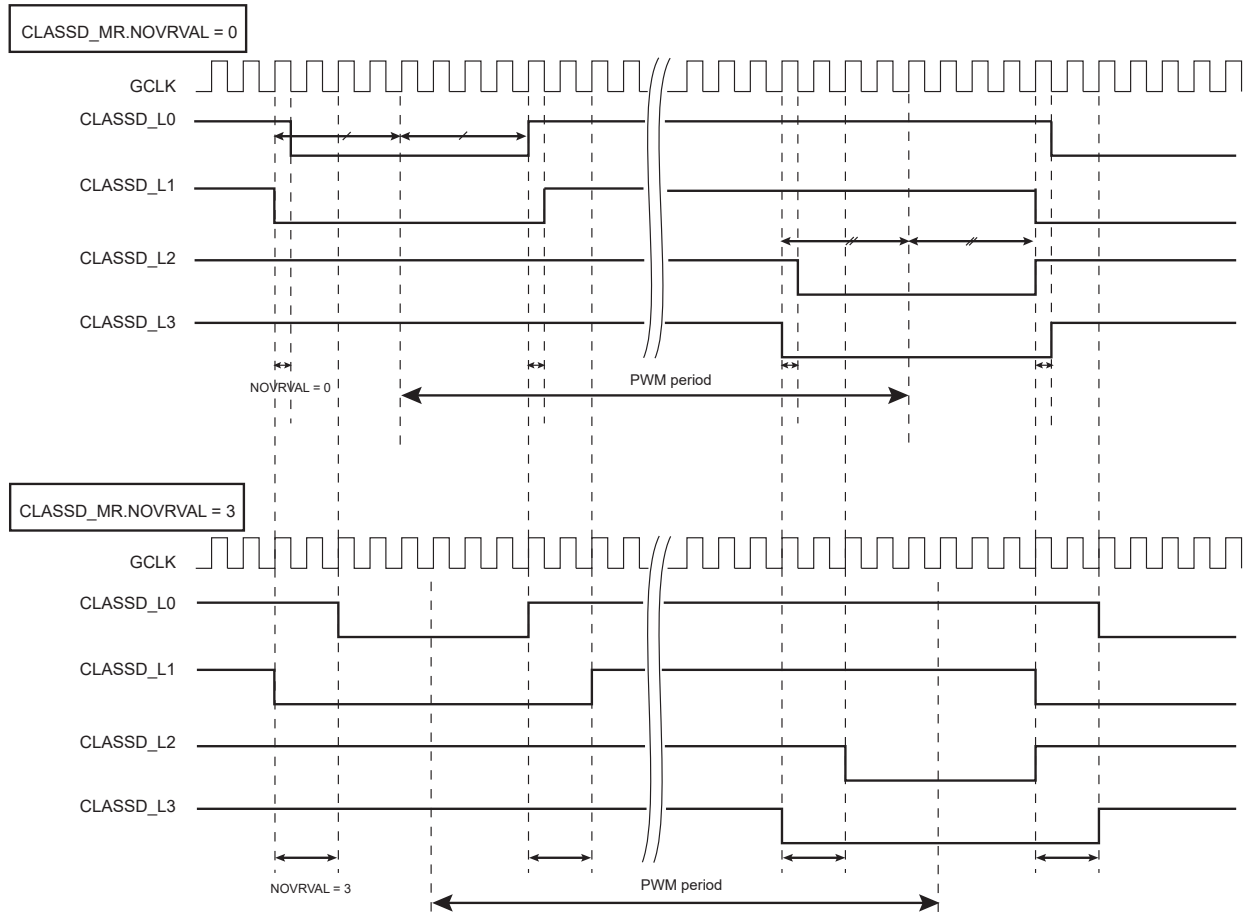 CLASSD_MR.NOVRVAL = 0
GCLK
CLASSD_L0
CLASSD_L1
CLASSD_L2
CLASSD_L3
NOVRVAL = 0
PWM period
CLASSD_MR.NOVRVAL = 3
GCLK
CLASSD_L0
CLASSD_L1
CLASSD_L2
CLASSD_L3
NOVRVAL = 3
PWM period